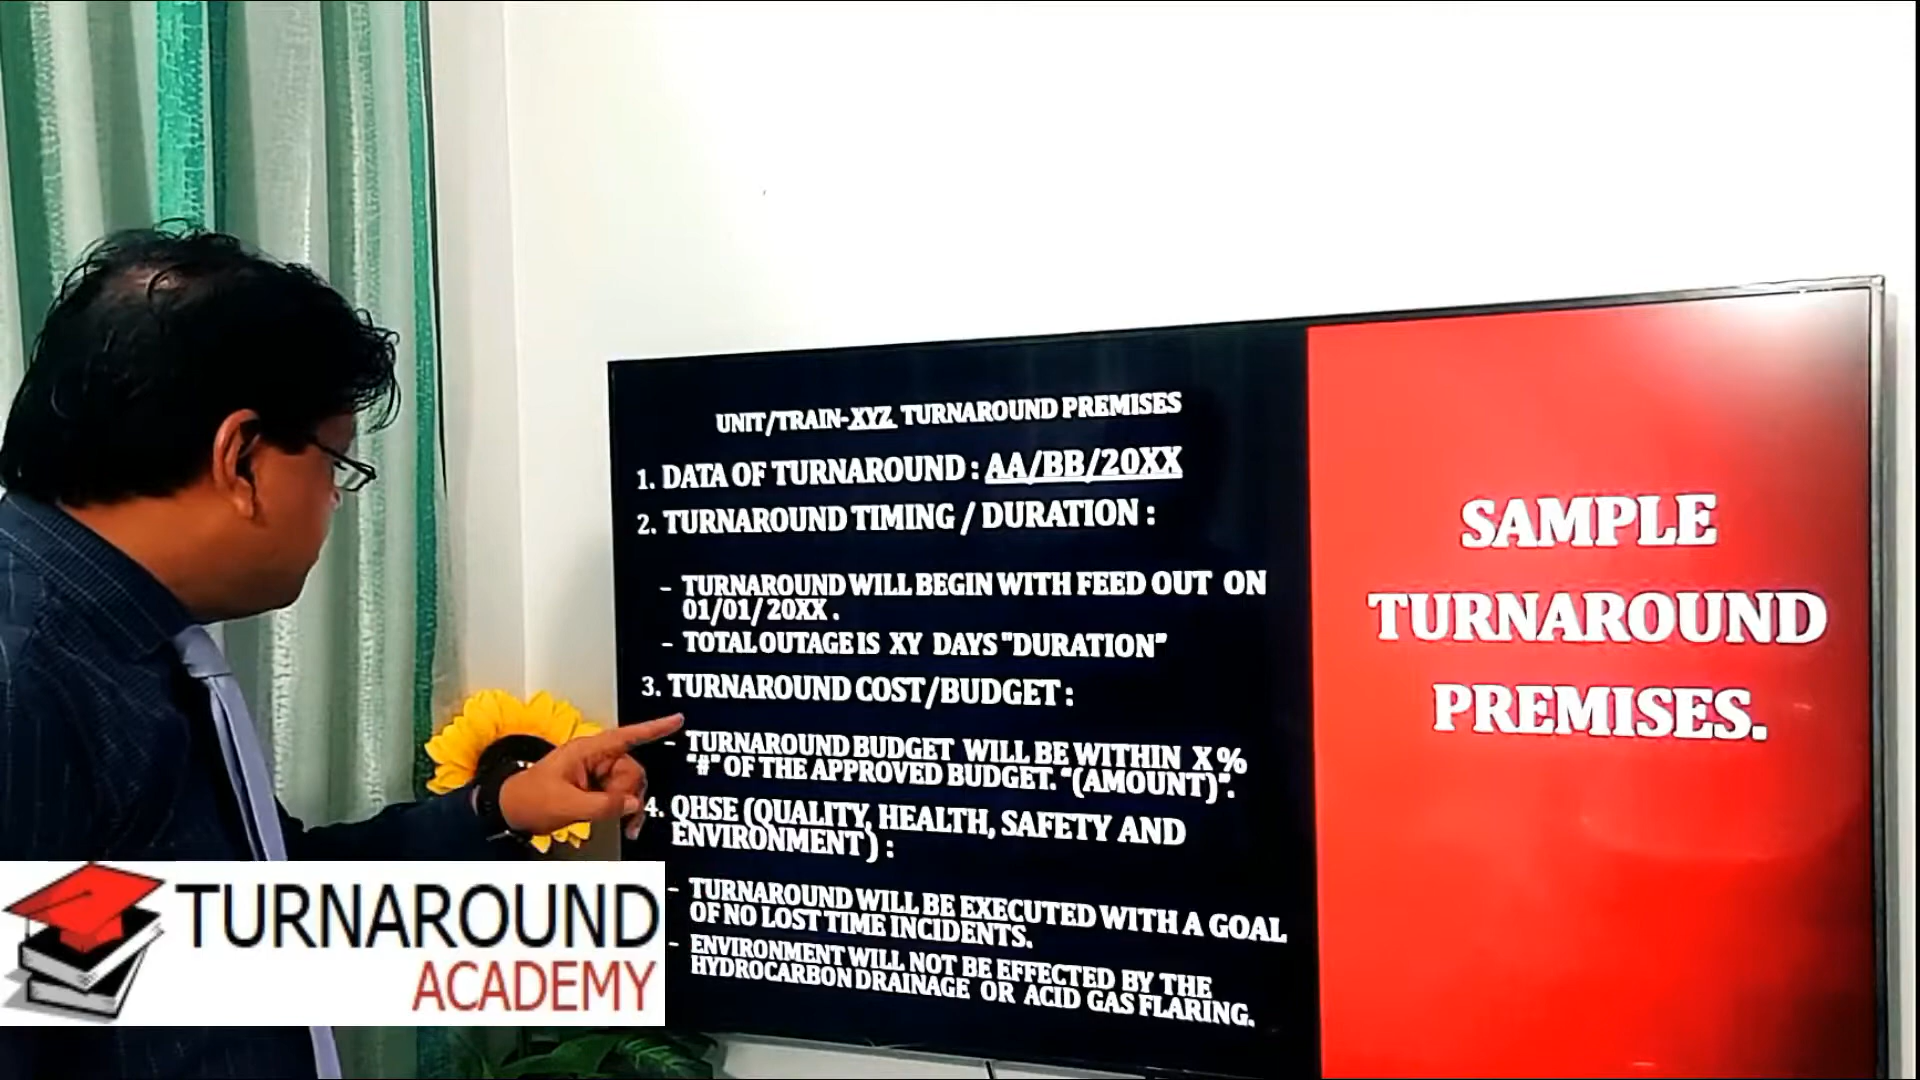 UNIT/TRAIN-XYZ TURNAROUND PREMISES
1. DATA OF TURNAROUND : AA/BB/20XX
2. TURNAROUND TIMING / DURATION :
- TURNAROUND WILL BEGIN WITH FEED OUT ON
01/01/ 20XX .
- TOTAL OUTAGE IS XY DAYS "DURATION"
3. TURNAROUND COST/BUDGET :
- TURNAROUND BUDGET WILL BE WITHIN X %
"#" OF THE APPROVED BUDGET. "(AMOUNT)".
4. QHSE (QUALITY, HEALTH, SAFETY AND
ENVIRONMENT) :
- TURNAROUND WILL BE EXECUTED WITH A GOAL
OF NO LOST TIME INCIDENTS.
- ENVIRONMENT WILL NOT BE EFFECTED BY THE
HYDROCARBON DRAINAGE OR ACID GAS FLARING.
SAMPLE
TURNAROUND
PREMISES.
TURNAROUND
ACADEMY